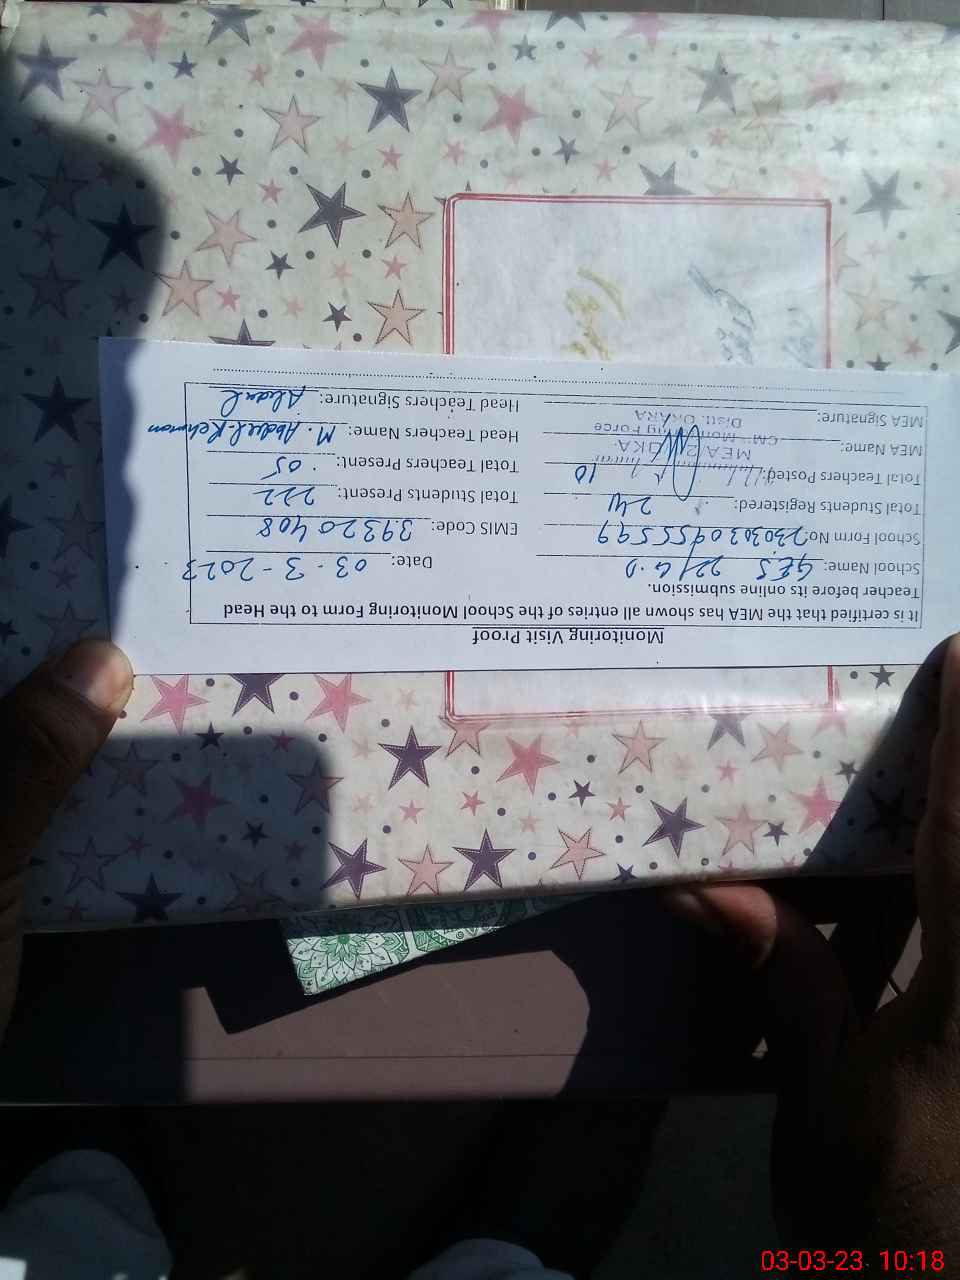 Monitoring Visit Proof
It is certified that the MEA has shown all entries of the School Monitoring Form to the Head
Teacher before its online submission.
School Name: GES 22/G.D Date: 03-3-2023
School Form No: 2303030455599 EMIS Code: 39320408
Total Students Registered: 241 Total Students Present: 222
Total Teachers Posted: 10 Total Teachers Present: 05
MEA Name: Head Teachers Name: M. Abdul-Rehman
MEA Signature: Head Teachers Signature:
MEA
CM Monitoring Force
Distt. OKARA
03-03-23 10:18